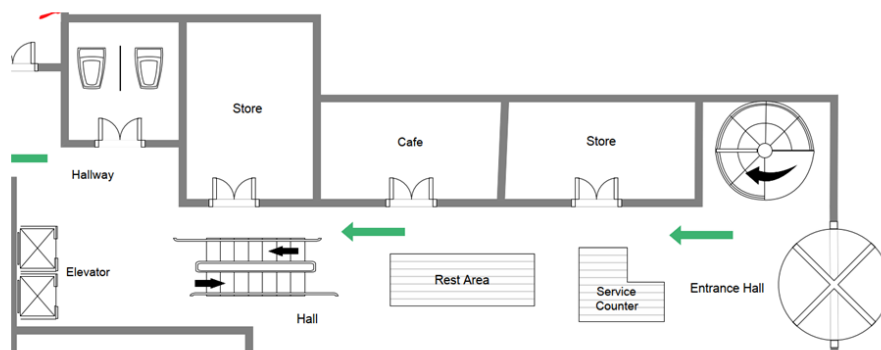 Store
Cafe
Store
Hallway
Elevator
Rest Area
Service
Counter
Entrance Hall
Hall